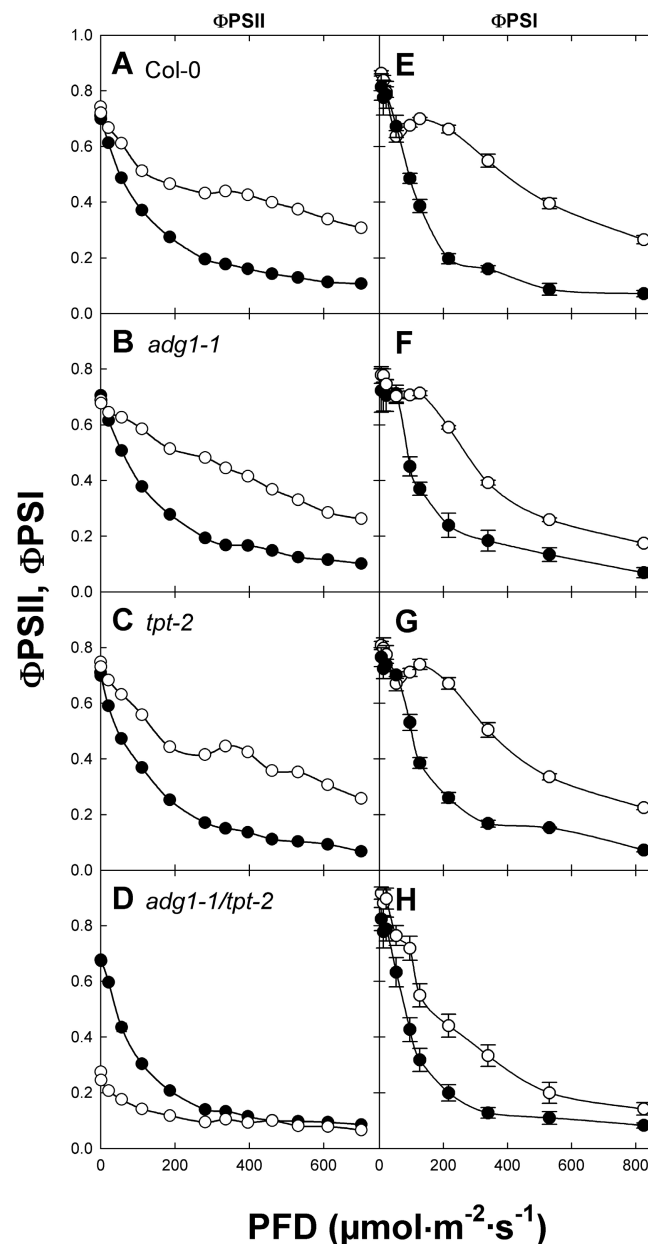 ΦPSII ΦPSI
A Col-0 E
1.0
0.8
0.6
0.4
0.2
0.0
B adg1-1 F
0.8
0.6
0.4
0.2
0.0
C tpt-2 G
0.8
0.6
0.4
0.2
0.0
D adg1-1/tpt-2 H
0.8
0.6
0.4
0.2
0.0
0 200 400 600 0 200 400 600 800
ΦPSII, ΦPSI
PFD (µmol·m⁻²·s⁻¹)